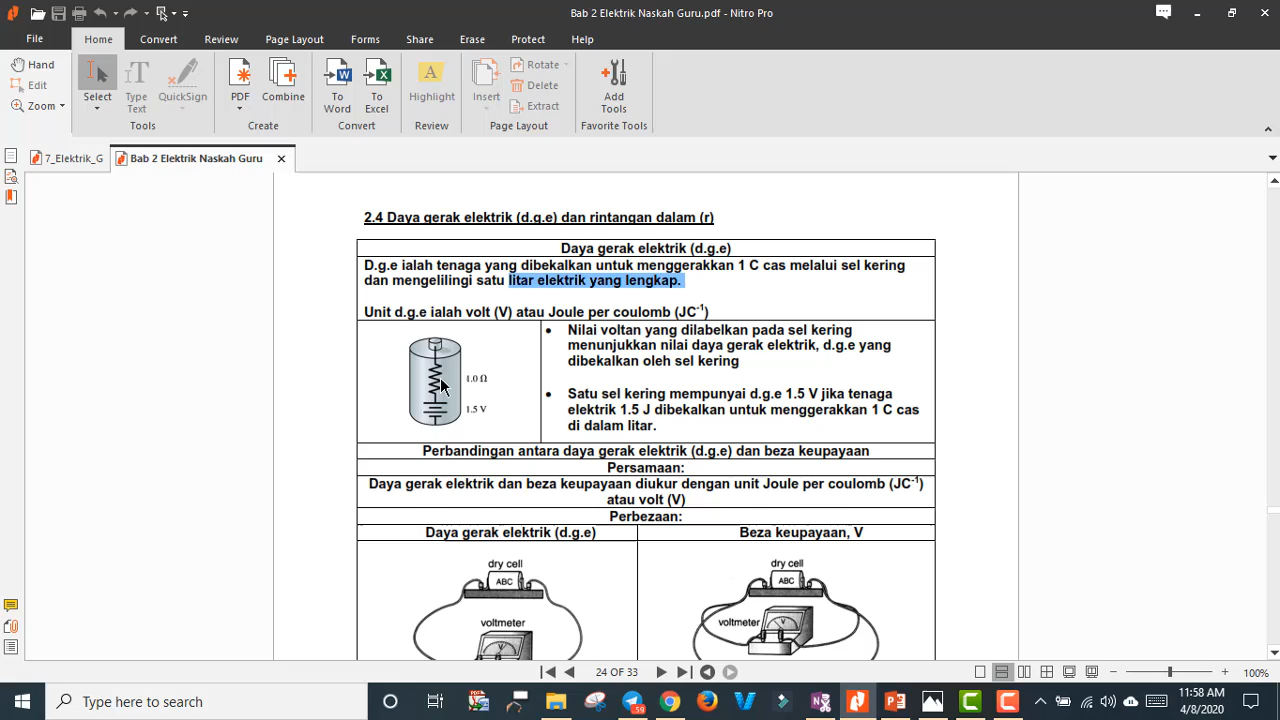 Bab 2 Elektrik Naskah Guru.pdf - Nitro Pro
File Home Convert Review Page Layout Forms Share Erase Protect Help
Hand
Edit
Zoom
Select
Type Text
QuickSign
Tools
PDF
Combine
Create
To Word
To Excel
Convert
Highlight
Review
Insert
Rotate
Delete
Extract
Page Layout
Add Tools
Favorite Tools
7_Elektrik_G
Bab 2 Elektrik Naskah Guru
2.4 Daya gerak elektrik (d.g.e) dan rintangan dalam (r)
Daya gerak elektrik (d.g.e)
D.g.e ialah tenaga yang dibekalkan untuk menggerakkan 1 C cas melalui sel kering
dan mengelilingi satu litar elektrik yang lengkap.
Unit d.g.e ialah volt (V) atau Joule per coulomb (JC⁻¹)
1.0 Ω
1.5 V
• Nilai voltan yang dilabelkan pada sel kering
menunjukkan nilai daya gerak elektrik, d.g.e yang
dibekalkan oleh sel kering
• Satu sel kering mempunyai d.g.e 1.5 V jika tenaga
elektrik 1.5 J dibekalkan untuk menggerakkan 1 C cas
di dalam litar.
Perbandingan antara daya gerak elektrik (d.g.e) dan beza keupayaan
Persamaan:
Daya gerak elektrik dan beza keupayaan diukur dengan unit Joule per coulomb (JC⁻¹)
atau volt (V)
Perbezaan:
Daya gerak elektrik (d.g.e)
Beza keupayaan, V
dry cell
ABC
voltmeter
V
dry cell
ABC
voltmeter
V
24 OF 33
100%
Type here to search
59
11:58 AM
4/8/2020